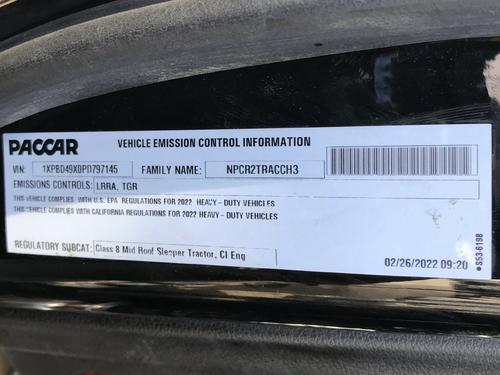 PACCAR VEHICLE EMISSION CONTROL INFORMATION
VIN: 1XPBD49X0PD797145 FAMILY NAME: NPCR2TRACCH3
EMISSIONS CONTROLS: LRRA, TGR
THIS VEHICLE COMPLIES WITH U.S. EPA REGULATIONS FOR 2022 HEAVY - DUTY VEHICLES
THIS VEHICLE COMPLIES WITH CALIFORNIA REGULATIONS FOR 2022 HEAVY - DUTY VEHICLES
REGULATORY SUBCAT: Class 8 Mid Roof Sleeper Tractor, CI Eng
02/26/2022 09:20
S53-6198